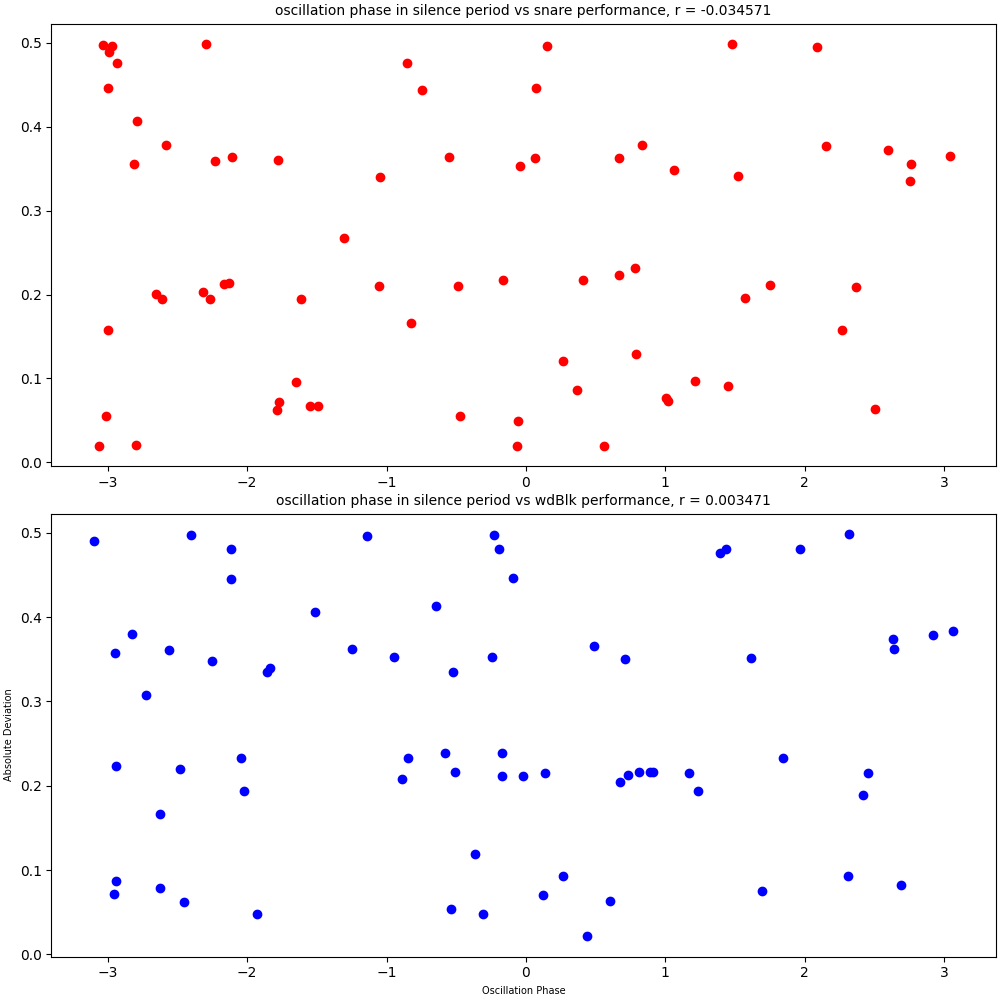 oscillation phase in silence period vs snare performance, r = -0.034571
0.5
0.4
0.3
0.2
0.1
0.0
−3 −2 −1 0 1 2 3
oscillation phase in silence period vs wdBlk performance, r = 0.003471
0.5
0.4
0.3
0.2
0.1
0.0
Absolute Deviation
−3 −2 −1 0 1 2 3
Oscillation Phase